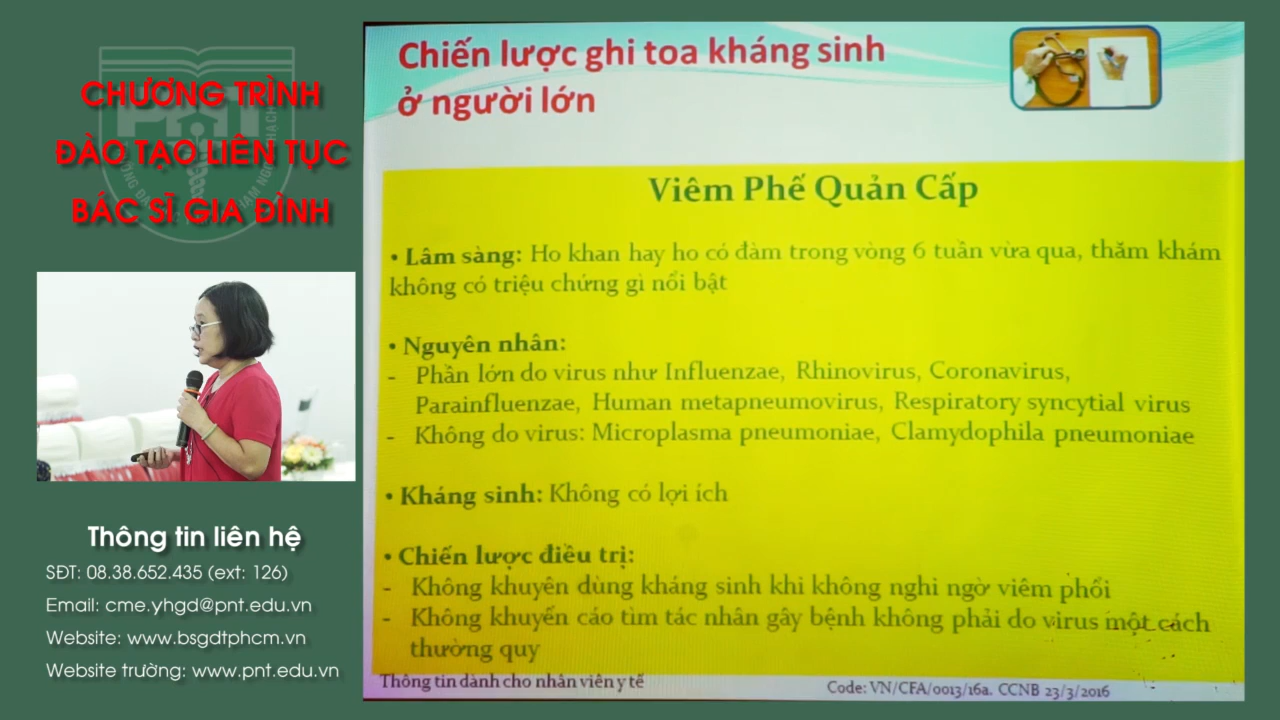 CHƯƠNG TRÌNH
ĐÀO TẠO LIÊN TỤC
BÁC SĨ GIA ĐÌNH
Thông tin liên hệ
SĐT: 08.38.652.435 (ext: 126)
Email: cme.yhgd@pnt.edu.vn
Website: www.bsgdtphcm.vn
Website trường: www.pnt.edu.vn
Chiến lược ghi toa kháng sinh
ở người lớn
Viêm Phế Quản Cấp
• Lâm sàng: Ho khan hay ho có đàm trong vòng 6 tuần vừa qua, thăm khám
không có triệu chứng gì nổi bật
• Nguyên nhân:
- Phần lớn do virus như Influenzae, Rhinovirus, Coronavirus,
Parainfluenzae, Human metapneumovirus, Respiratory syncytial virus
- Không do virus: Microplasma pneumoniae, Clamydophila pneumoniae
• Kháng sinh: Không có lợi ích
• Chiến lược điều trị:
- Không khuyên dùng kháng sinh khi không nghi ngờ viêm phổi
- Không khuyến cáo tìm tác nhân gây bệnh không phải do virus một cách
thường quy
Thông tin dành cho nhân viên y tế
Code: VN/CFA/0013/16a. CCNB 23/3/2016